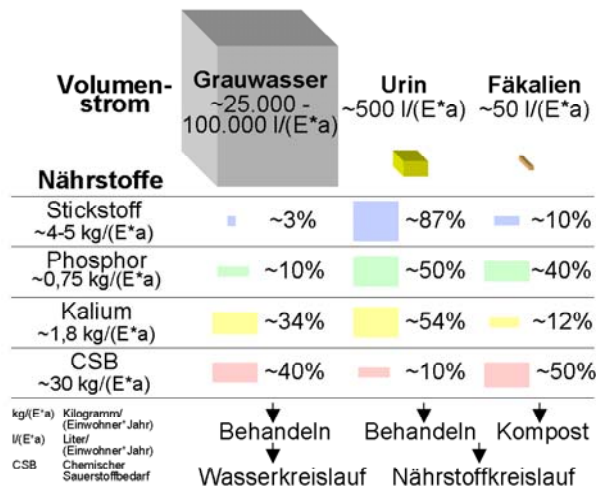 Volumen-
strom
Grauwasser
~25.000 -
100.000 l/(E*a)
Urin
~500 l/(E*a)
Fäkalien
~50 l/(E*a)
Nährstoffe
Stickstoff
~4-5 kg/(E*a)
~3%
~87%
~10%
Phosphor
~0,75 kg/(E*a)
~10%
~50%
~40%
Kalium
~1,8 kg/(E*a)
~34%
~54%
~12%
CSB
~30 kg/(E*a)
~40%
~10%
~50%
kg/(E*a) Kilogramm/
(Einwohner*Jahr)
l/(E*a) Liter/
(Einwohner*Jahr)
CSB Chemischer
Sauerstoffbedarf
Behandeln
Behandeln
Kompost
Wasserkreislauf
Nährstoffkreislauf